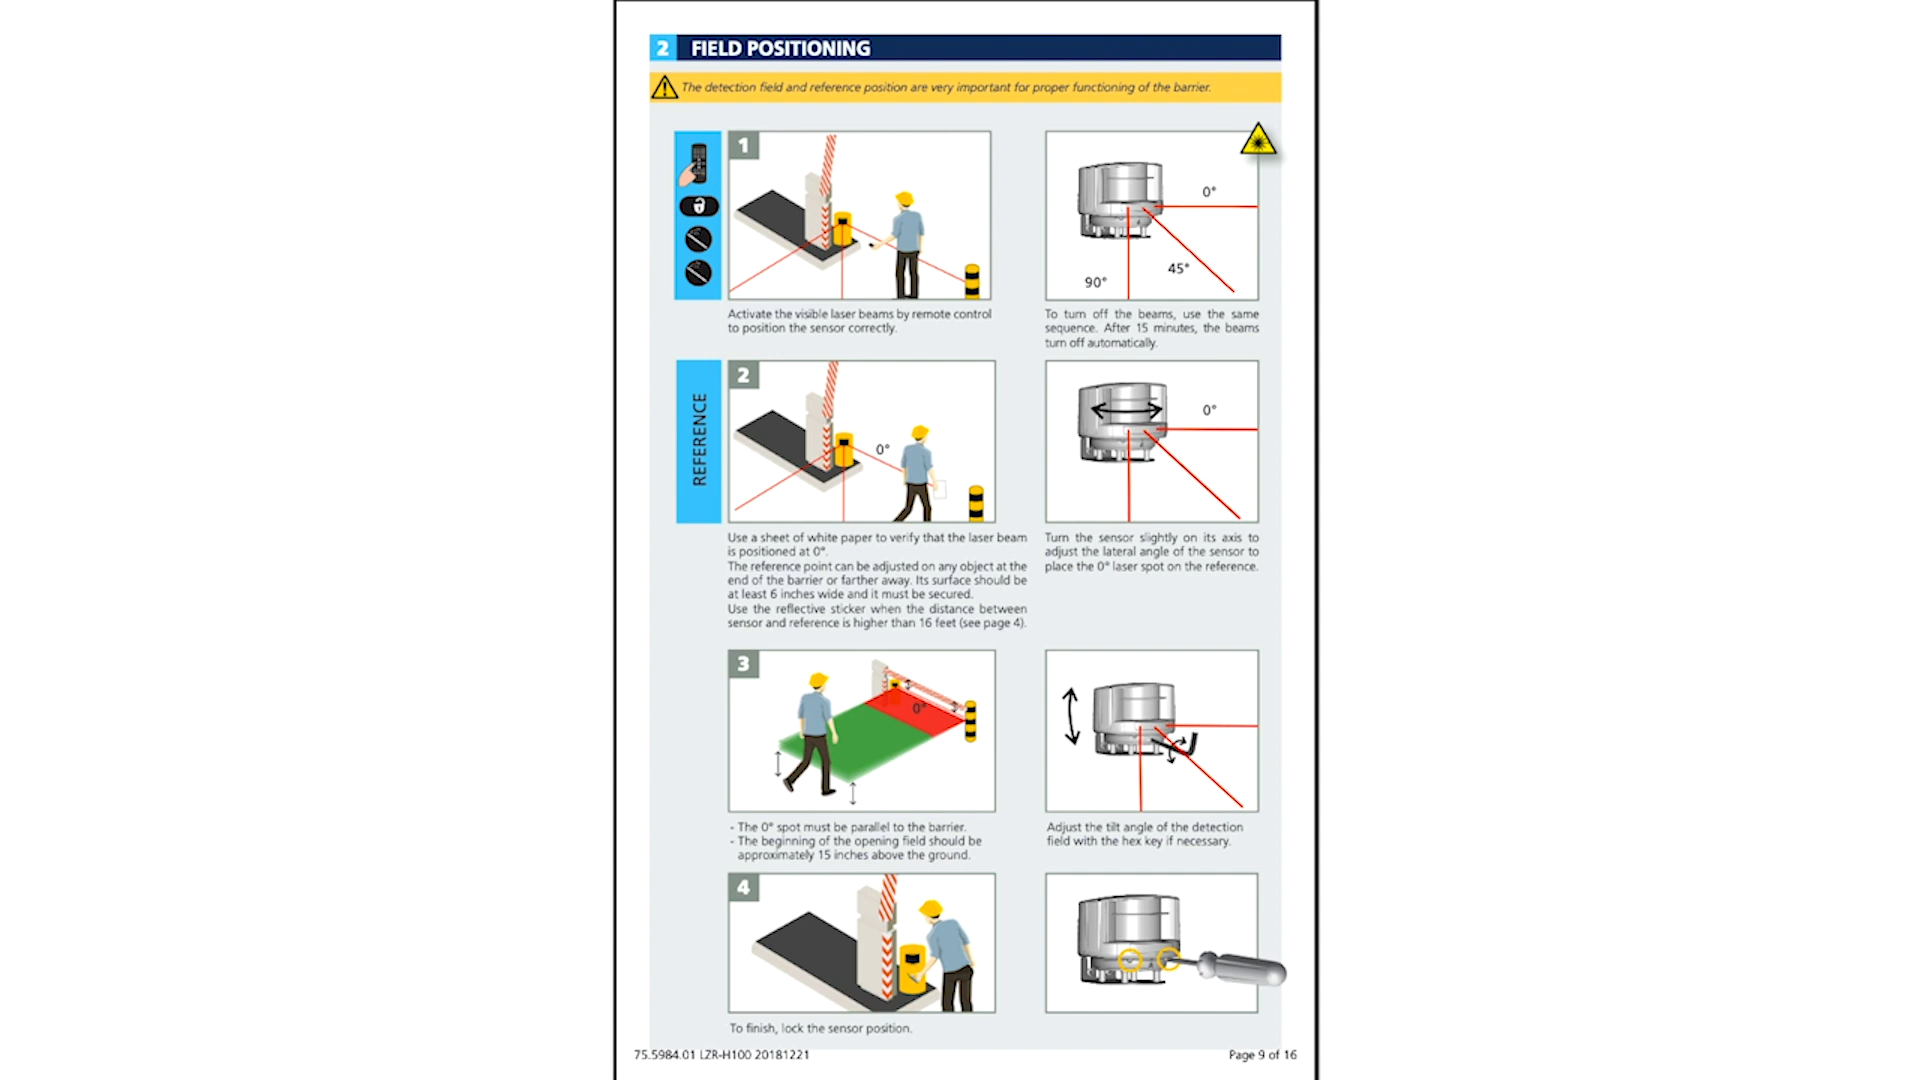 2 FIELD POSITIONING
The detection field and reference position are very important for proper functioning of the barrier.
1
0°
45°
90°
Activate the visible laser beams by remote control
to position the sensor correctly.
To turn off the beams, use the same
sequence. After 15 minutes, the beams
turn off automatically.
REFERENCE
2
0°
0°
Use a sheet of white paper to verify that the laser beam
is positioned at 0°.
The reference point can be adjusted on any object at the
end of the barrier or farther away. Its surface should be
at least 6 inches wide and it must be secured.
Use the reflective sticker when the distance between
sensor and reference is higher than 16 feet (see page 4).
Turn the sensor slightly on its axis to
adjust the lateral angle of the sensor to
place the 0° laser spot on the reference.
3
0°
- The 0° spot must be parallel to the barrier.
- The beginning of the opening field should be
approximately 15 inches above the ground.
Adjust the tilt angle of the detection
field with the hex key if necessary.
4
To finish, lock the sensor position.
75.5984.01 LZR-H100 20181221
Page 9 of 16